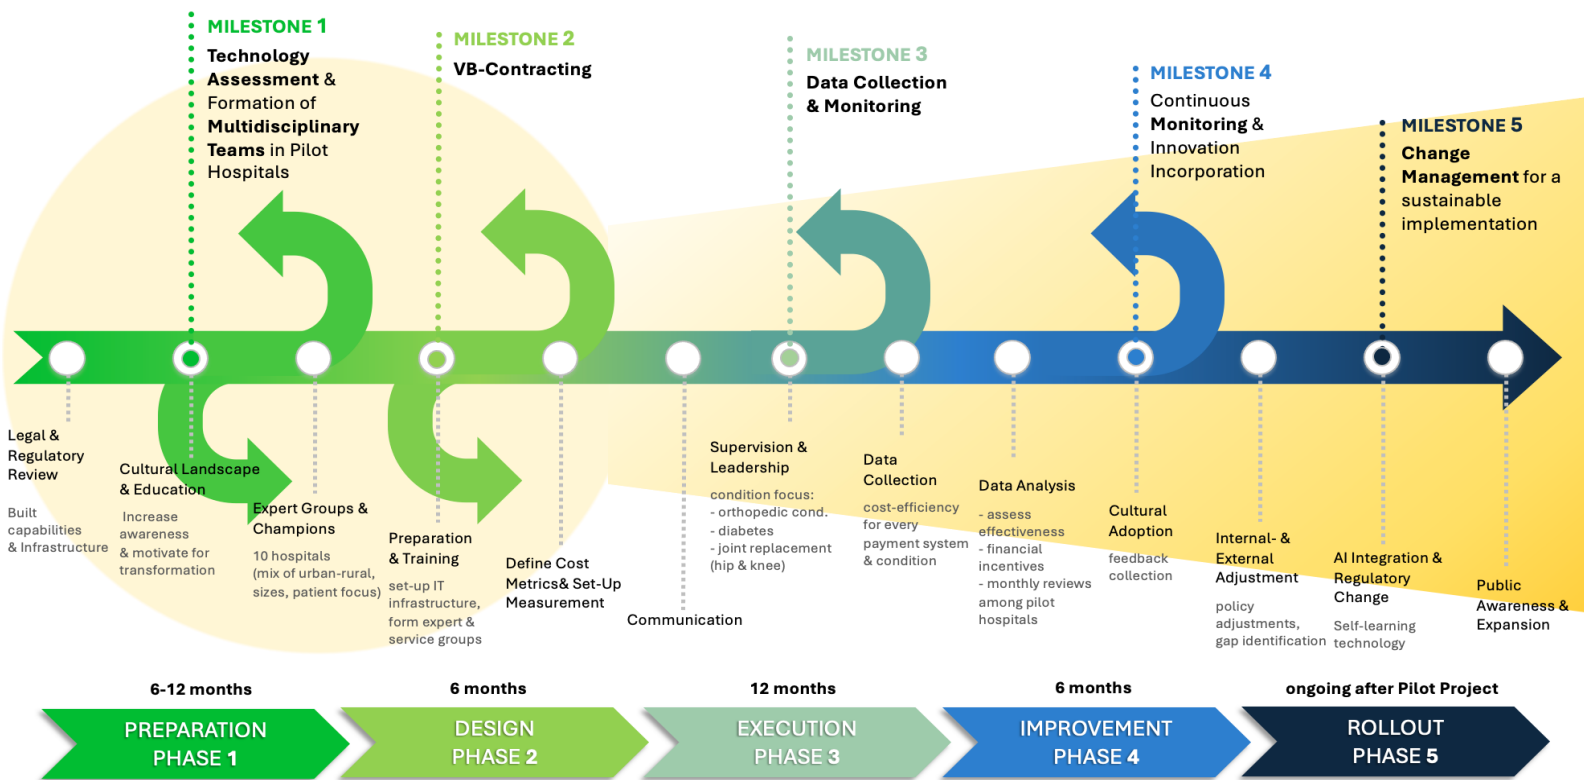 MILESTONE 1
Technology
Assessment &
Formation of
Multidisciplinary
Teams in Pilot
Hospitals
MILESTONE 2
VB-Contracting
MILESTONE 3
Data Collection
& Monitoring
MILESTONE 4
Continuous
Monitoring &
Innovation
Incorporation
MILESTONE 5
Change
Management for a
sustainable
implementation
Legal &
Regulatory
Review
Built
capabilities
& Infrastructure
Cultural Landscape
& Education
Increase
awareness
& motivate for
transformation
Expert Groups &
Champions
10 hospitals
(mix of urban-rural,
sizes, patient focus)
Preparation
& Training
set-up IT
infrastructure,
form expert &
service groups
Define Cost
Metrics& Set-Up
Measurement
Communication
Supervision &
Leadership
condition focus:
- orthopedic cond.
- diabetes
- joint replacement
(hip & knee)
Data
Collection
cost-efficiency
for every
payment system
& condition
Data Analysis
- assess
effectiveness
- financial
incentives
- monthly reviews
among pilot
hospitals
Cultural
Adoption
feedback
collection
Internal- &
External
Adjustment
policy
adjustments,
gap identification
AI Integration &
Regulatory
Change
Self-learning
technology
Public
Awareness &
Expansion
6-12 months
PREPARATION
PHASE 1
6 months
DESIGN
PHASE 2
12 months
EXECUTION
PHASE 3
6 months
IMPROVEMENT
PHASE 4
ongoing after Pilot Project
ROLLOUT
PHASE 5